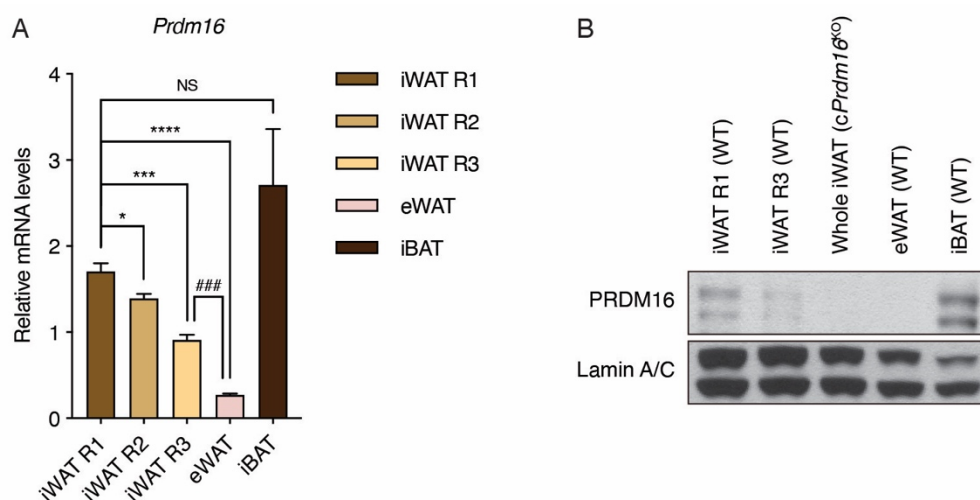 A
Prdm16
Relative mRNA levels
4
3
2
1
0
NS
****
***
*
###
iWAT R1
iWAT R2
iWAT R3
eWAT
iBAT
iWAT R1
iWAT R2
iWAT R3
eWAT
iBAT
B
iWAT R1 (WT)
iWAT R3 (WT)
Whole iWAT (cPrdm16ᴷᴼ)
eWAT (WT)
iBAT (WT)
PRDM16
Lamin A/C